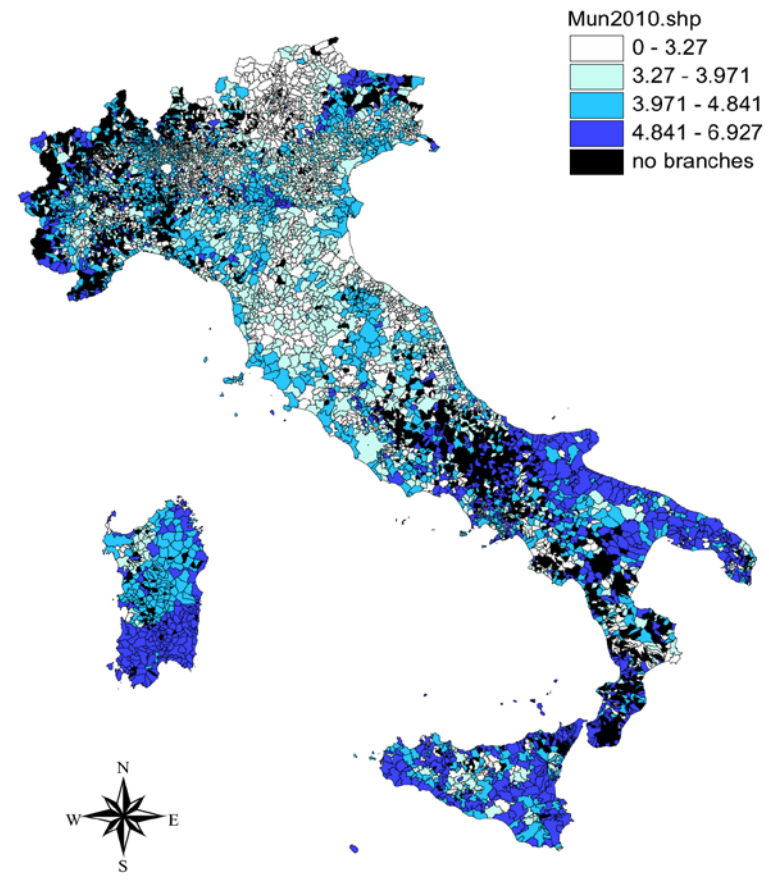 Mun2010.shp
0 - 3.27
3.27 - 3.971
3.971 - 4.841
4.841 - 6.927
no branches
N
W E
S